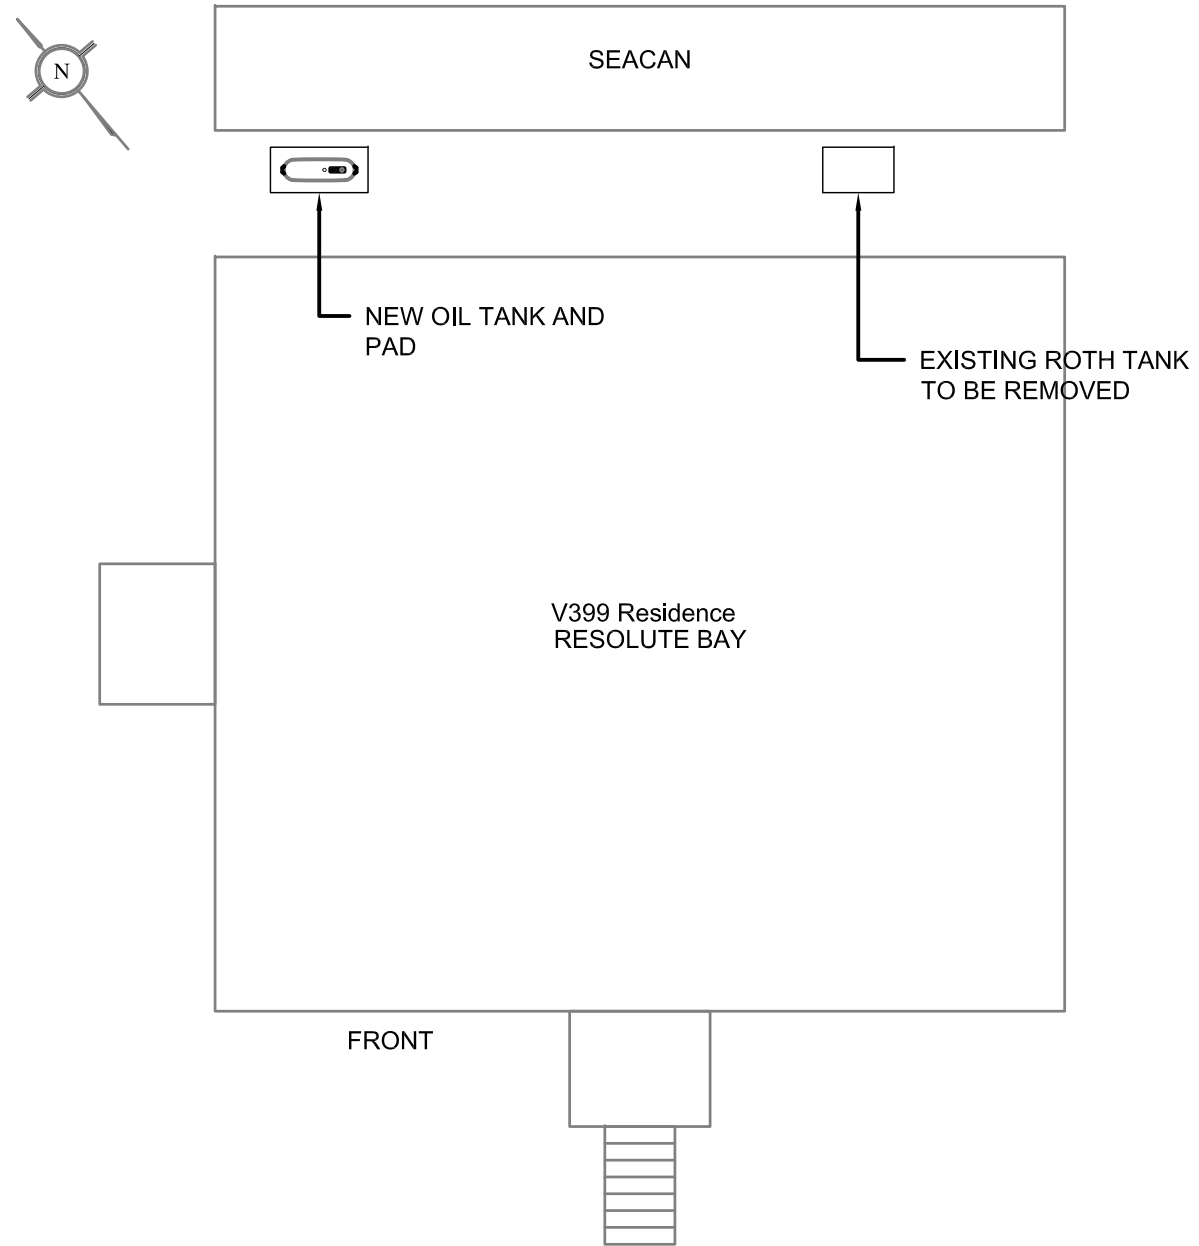 N
SEACAN
NEW OIL TANK AND
PAD
EXISTING ROTH TANK
TO BE REMOVED
V399 Residence
RESOLUTE BAY
FRONT